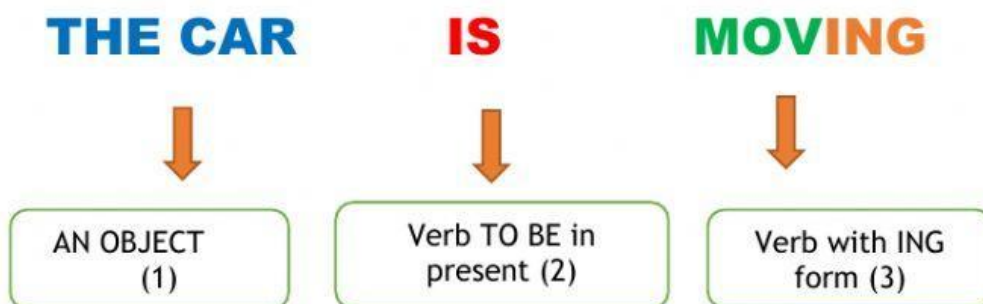 THE CAR IS MOVING
AN OBJECT
(1)
Verb TO BE in
present (2)
Verb with ING
form (3)